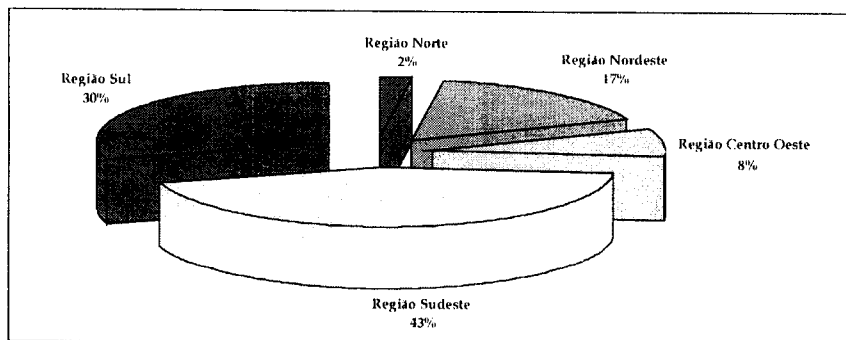 Região Norte
2%
Região Nordeste
17%
Região Sul
30%
Região Centro Oeste
8%
Região Sudeste
43%